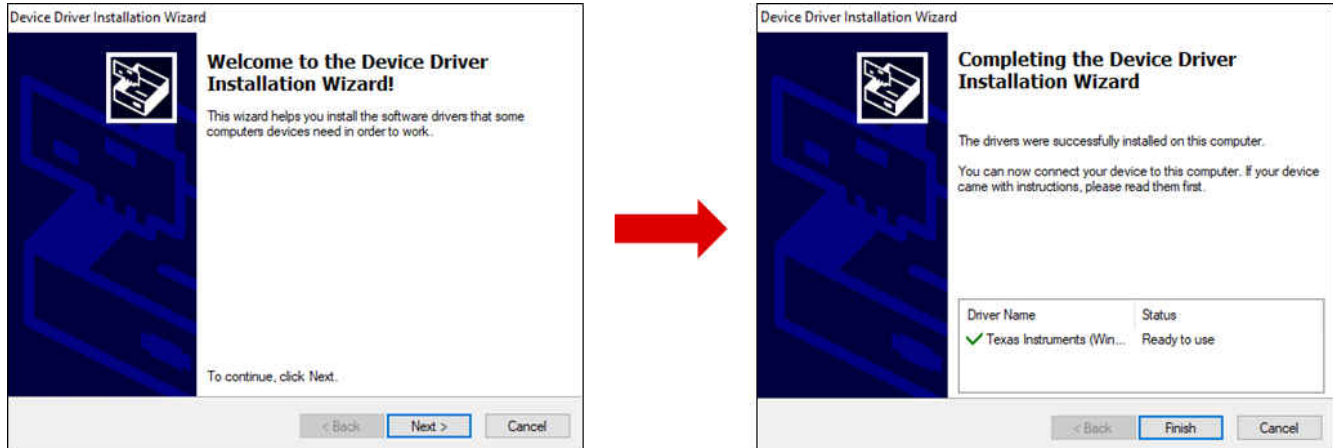 Device Driver Installation Wizard
Welcome to the Device Driver
Installation Wizard!
This wizard helps you install the software drivers that some
computers devices need in order to work.
To continue, click Next.
< Back
Next >
Cancel
Device Driver Installation Wizard
Completing the Device Driver
Installation Wizard
The drivers were successfully installed on this computer.
You can now connect your device to this computer. If your device
came with instructions, please read them first.
Driver Name Status
Texas Instruments (Win... Ready to use
< Back
Finish
Cancel